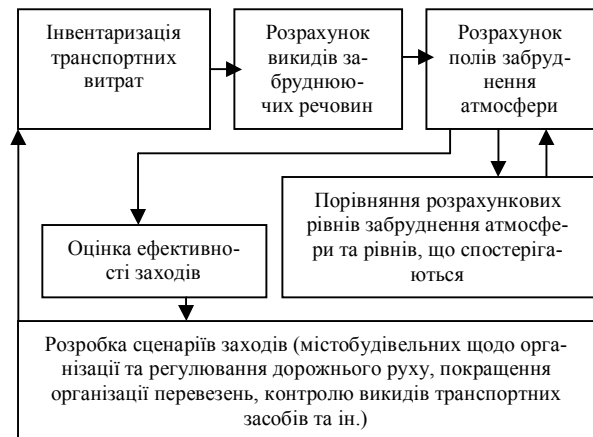 Інвентаризація
транспортних
витрат
Розрахунок
викидів за-
бруднюю-
чих речовин
Розрахунок
полів забруд-
нення
атмосфери
Порівняння розрахункових
рівнів забруднення атмосфе-
ри та рівнів, що спостеріга-
ються
Оцінка ефективно-
сті заходів
Розробка сценаріїв заходів (містобудівельних щодо орга-
нізації та регулювання дорожнього руху, покращення
організації перевезень, контролю викидів транспортних
засобів та ін.)